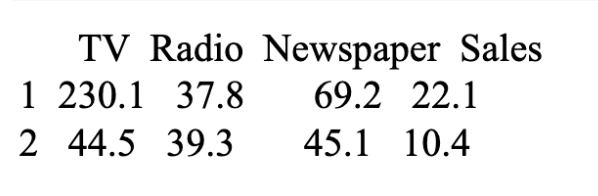 TV Radio Newspaper Sales
1 230.1 37.8 69.2 22.1
2 44.5 39.3 45.1 10.4